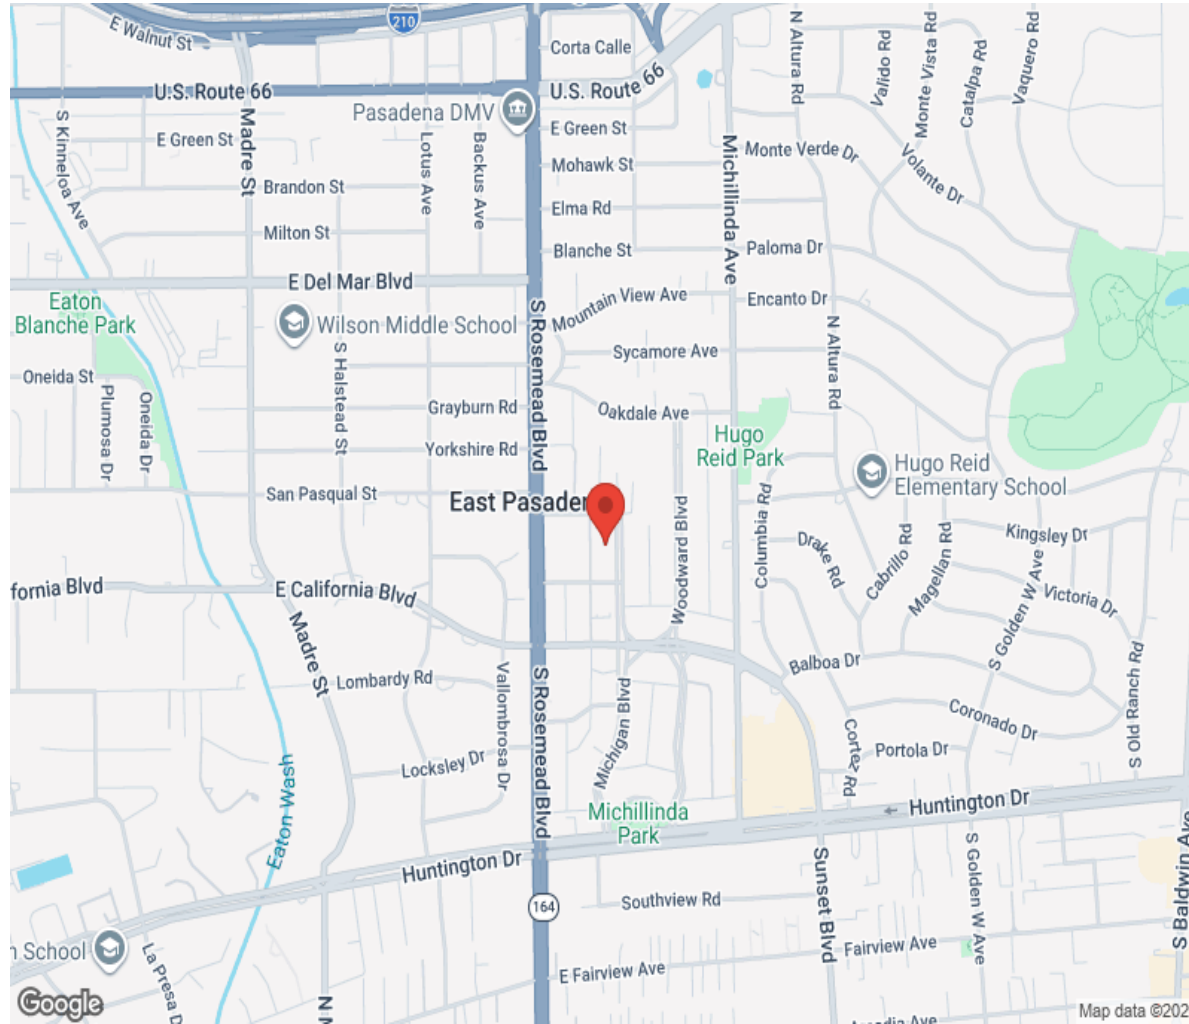 E Walnut St
210
Corta Calle
U.S. Route 66
U.S. Route 66
Pasadena DMV
E Green St
E Green St
Mohawk St
Elma Rd
Blanche St
S Kinneloa Ave
Madre St
Brandon St
Milton St
Lotus Ave
Backus Ave
Michillinda Ave
N Altura Rd
Valido Rd
Monte Vista Rd
Catalpa Rd
Vaquero Rd
Monte Verde Dr
Volante Dr
Paloma Dr
Encanto Dr
N Altura Rd
E Del Mar Blvd
Eaton
Blanche Park
Wilson Middle School
S Rosemead Blvd
Mountain View Ave
Sycamore Ave
Oakdale Ave
Oneida St
Plumosa Dr
Oneida Dr
S Halstead St
Grayburn Rd
Yorkshire Rd
San Pasqual St
Hugo
Reid Park
Hugo Reid
Elementary School
East Pasaden
Woodward Blvd
Columbia Rd
Drake Rd
Cabrillo Rd
Magellan Rd
Kingsley Dr
S Golden W Ave
Victoria Dr
S Old Ranch Rd
fornia Blvd
E California Blvd
Madre St
Lombardy Rd
Vallombrosa Dr
Locksley Dr
S Rosemead Blvd
Michigan Blvd
Balboa Dr
Coronado Dr
Cortez Rd
Portola Dr
Eaton Wash
Michillinda
Park
Huntington Dr
Huntington Dr
164
Southview Rd
Sunset Blvd
S Golden W Ave
S Baldwin Ave
Fairview Ave
E Fairview Ave
n School
La Presa D
Google
Map data ©202